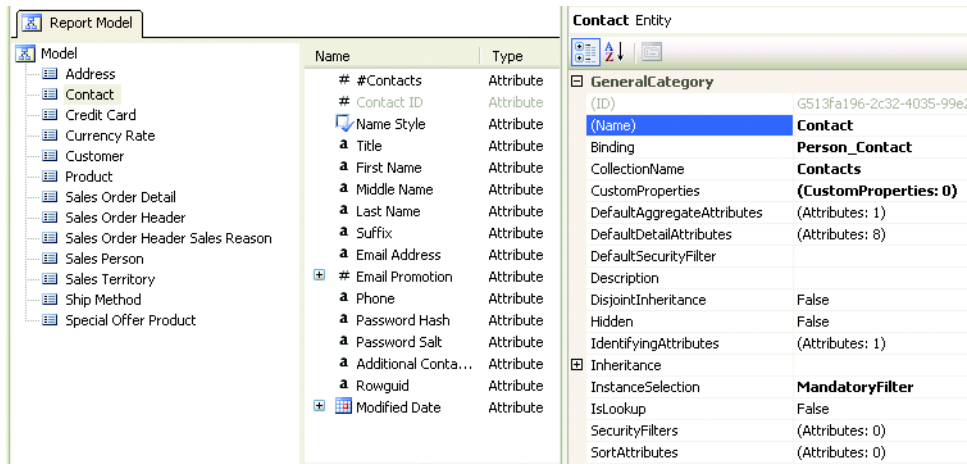 Report Model
Model
Address
Contact
Credit Card
Currency Rate
Customer
Product
Sales Order Detail
Sales Order Header
Sales Order Header Sales Reason
Sales Person
Sales Territory
Ship Method
Special Offer Product
Name Type
# #Contacts Attribute
# Contact ID Attribute
Name Style Attribute
a Title Attribute
a First Name Attribute
a Middle Name Attribute
a Last Name Attribute
a Suffix Attribute
a Email Address Attribute
# Email Promotion Attribute
a Phone Attribute
a Password Hash Attribute
a Password Salt Attribute
a Additional Conta... Attribute
a Rowguid Attribute
Modified Date Attribute
Contact Entity
GeneralCategory
(ID) G513fa196-2c32-4035-99e2
(Name) Contact
Binding Person_Contact
CollectionName Contacts
CustomProperties (CustomProperties: 0)
DefaultAggregateAttributes (Attributes: 1)
DefaultDetailAttributes (Attributes: 8)
DefaultSecurityFilter
Description
DisjointInheritance False
Hidden False
IdentifyingAttributes (Attributes: 1)
Inheritance
InstanceSelection MandatoryFilter
IsLookup False
SecurityFilters (Attributes: 0)
SortAttributes (Attributes: 0)